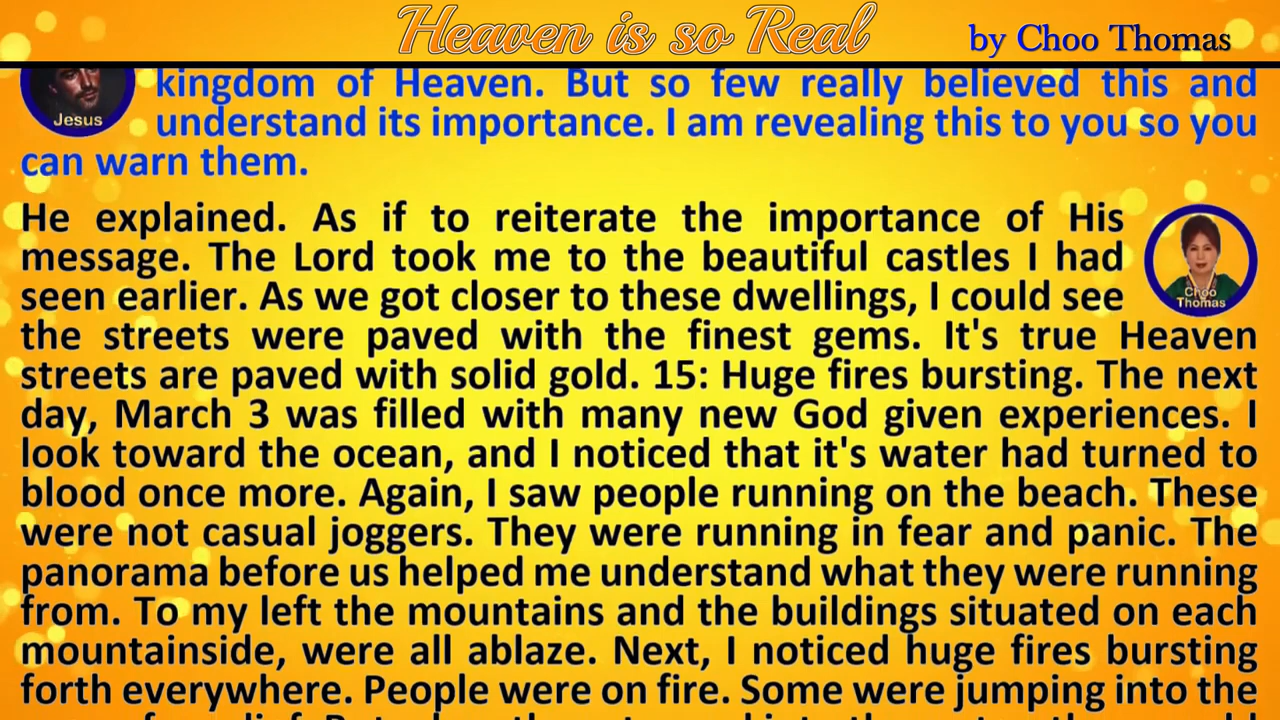 Heaven is so Real
by Choo Thomas
Jesus
kingdom of Heaven. But so few really believed this and
understand its importance. I am revealing this to you so you
can warn them.
He explained. As if to reiterate the importance of His
message. The Lord took me to the beautiful castles I had
seen earlier. As we got closer to these dwellings, I could see
Choo
Thomas
the streets were paved with the finest gems. It's true Heaven
streets are paved with solid gold. 15: Huge fires bursting. The next
day, March 3 was filled with many new God given experiences. I
look toward the ocean, and I noticed that it's water had turned to
blood once more. Again, I saw people running on the beach. These
were not casual joggers. They were running in fear and panic. The
panorama before us helped me understand what they were running
from. To my left the mountains and the buildings situated on each
mountainside, were all ablaze. Next, I noticed huge fires bursting
forth everywhere. People were on fire. Some were jumping into the